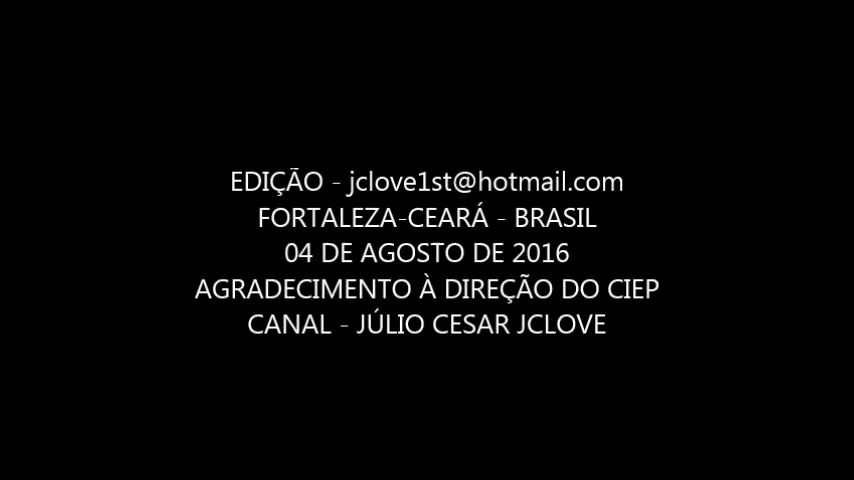 EDIÇÃO - jclove1st@hotmail.com
FORTALEZA-CEARÁ - BRASIL
04 DE AGOSTO DE 2016
AGRADECIMENTO À DIREÇÃO DO CIEP
CANAL - JÚLIO CESAR JCLOVE